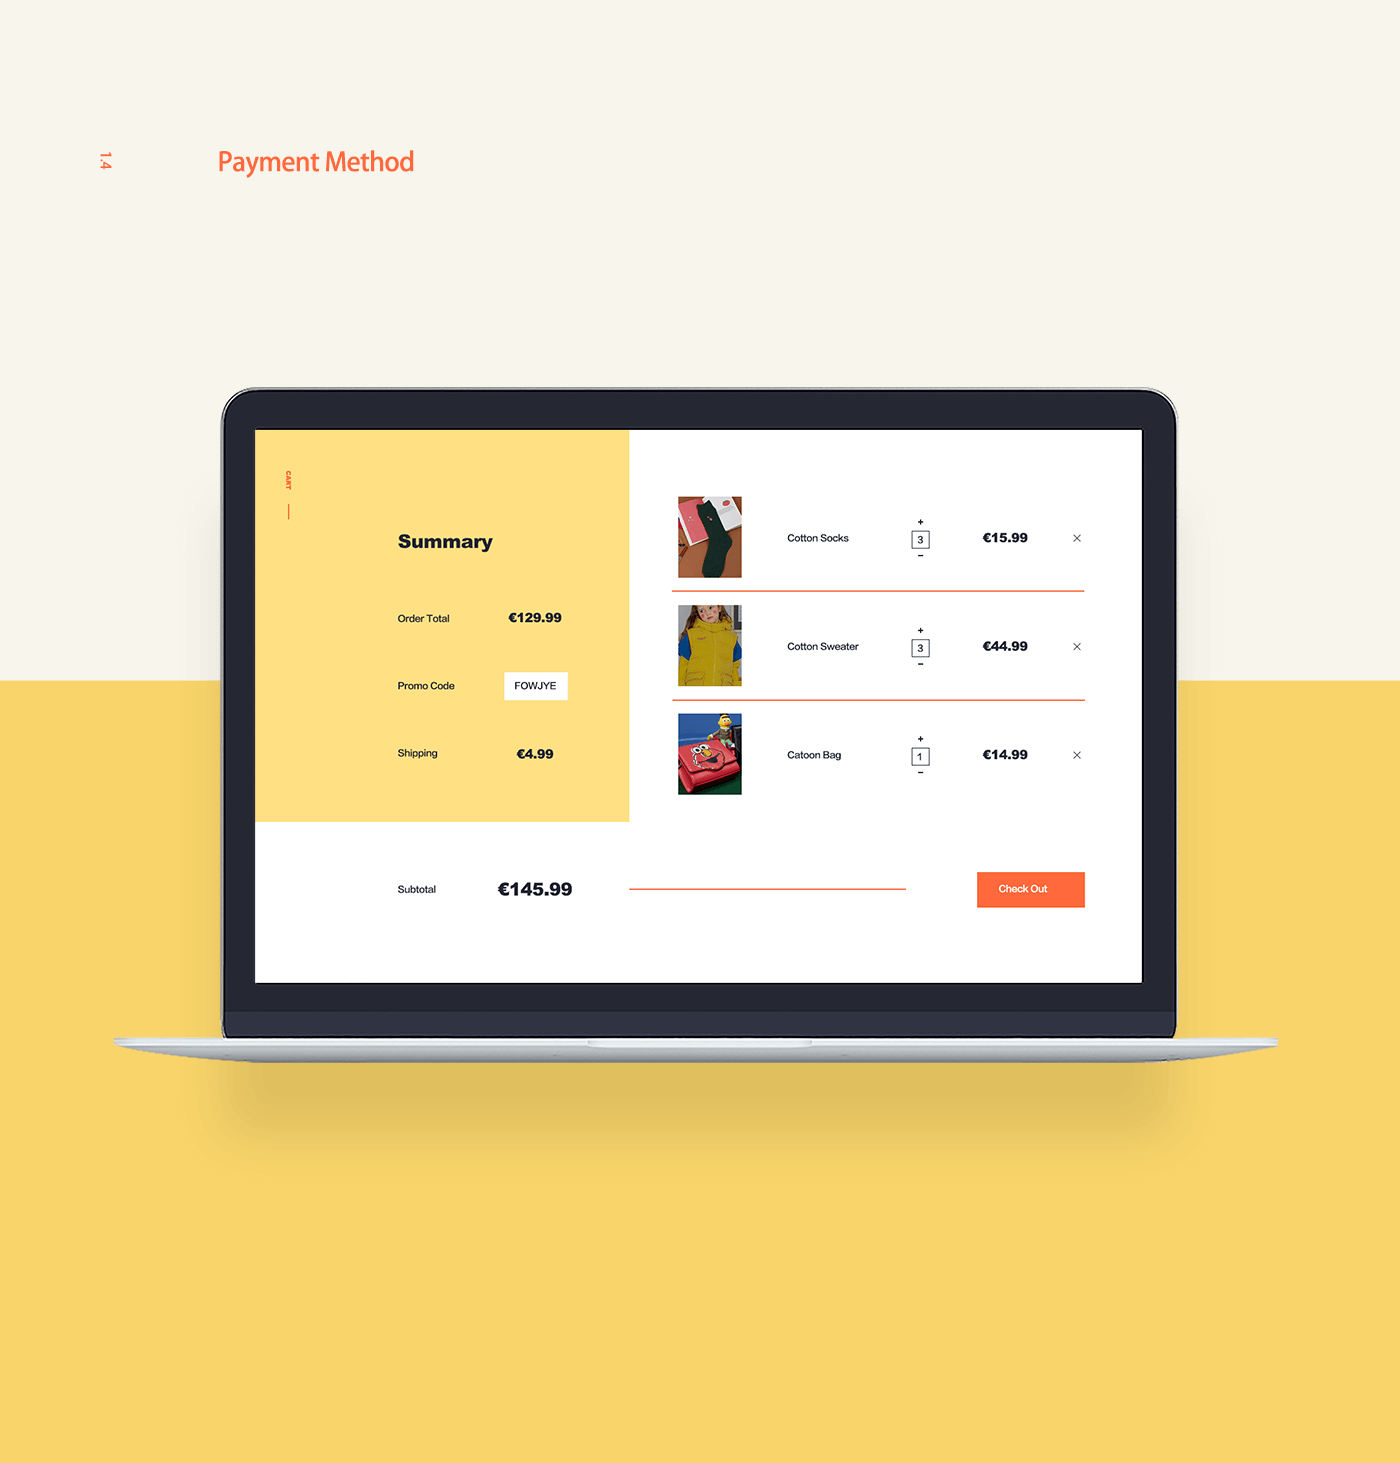 1.4
Payment Method
CART
Summary
Order Total €129.99
Promo Code FOWJYE
Shipping €4.99
+
Cotton Socks 3 €15.99 ×
−
+
Cotton Sweater 3 €44.99 ×
−
+
Catoon Bag 1 €14.99 ×
−
Subtotal €145.99
Check Out